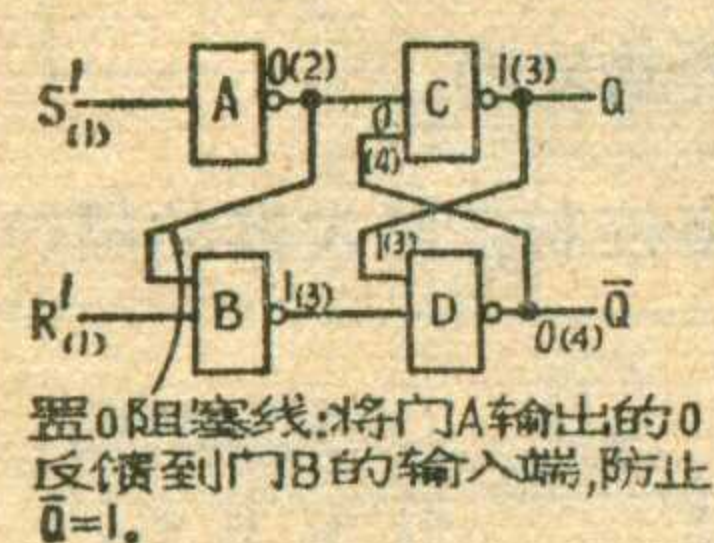 S 1 (1) A 0(2) C 1(3) Q
0 (4)
1(3)
R 1 (1) B 1(3) D 0(4) Q̅
置0阻塞线:将门A输出的0
反馈到门B的输入端,防止
Q̅=1。